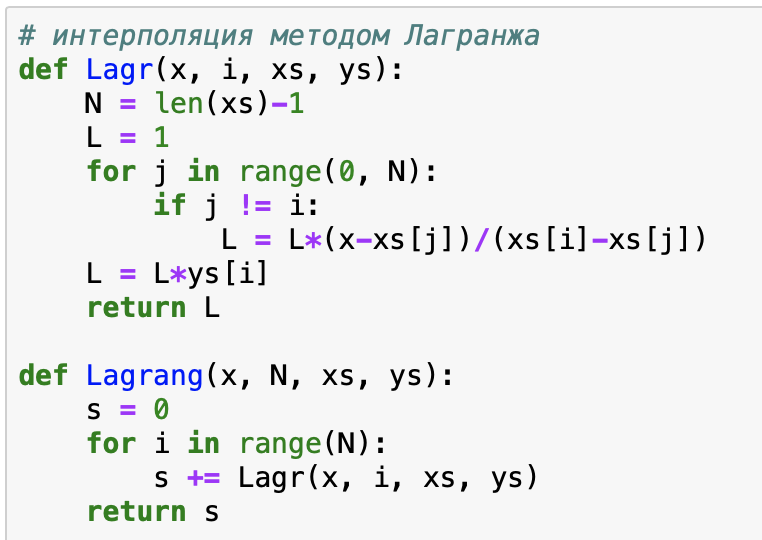 # интерполяция методом Лагранжа
def Lagr(x, i, xs, ys):
    N = len(xs)-1
    L = 1
    for j in range(0, N):
        if j != i:
            L = L*(x-xs[j])/(xs[i]-xs[j])
    L = L*ys[i]
    return L

def Lagrang(x, N, xs, ys):
    s = 0
    for i in range(N):
        s += Lagr(x, i, xs, ys)
    return s